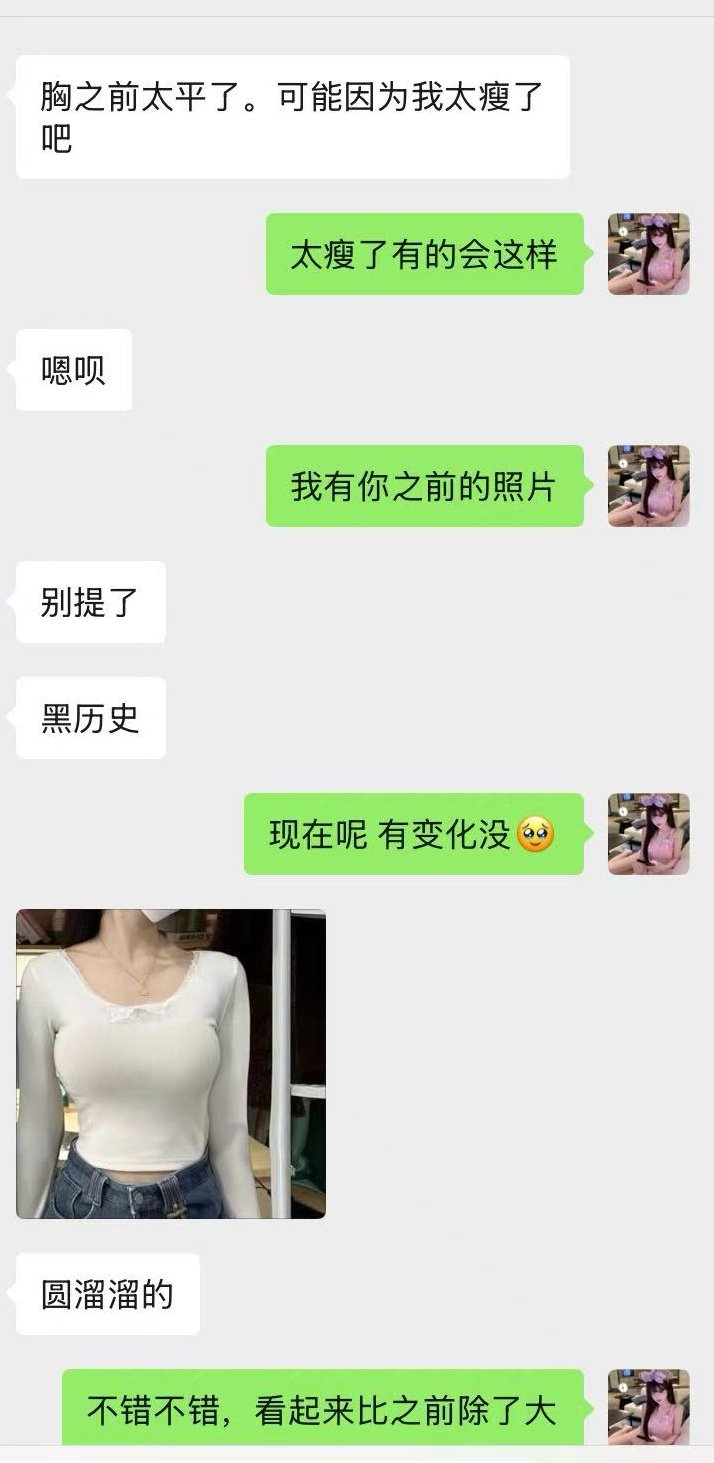 胸之前太平了。可能因为我太瘦了
吧
太瘦了有的会这样
嗯呗
我有你之前的照片
别提了
黑历史
现在呢 有变化没🥹
圆溜溜的
不错不错，看起来比之前除了大